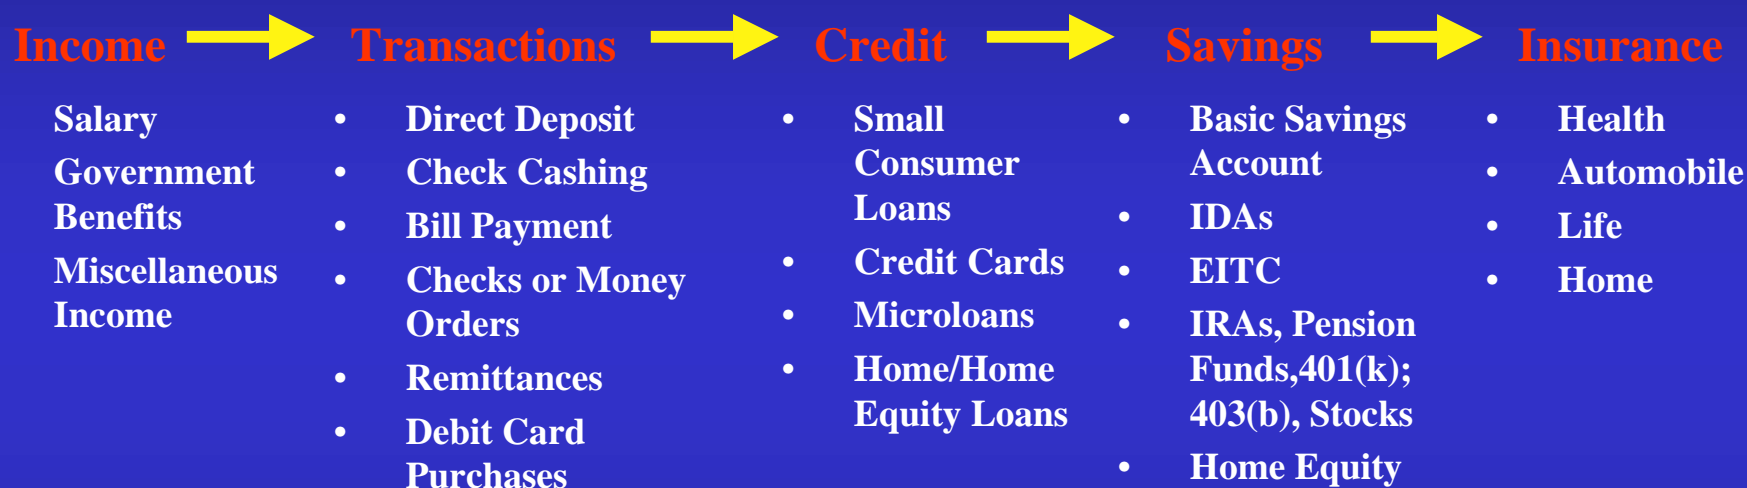 Income Transactions Credit Savings Insurance
Salary
Government
Benefits
Miscellaneous
Income
• Direct Deposit
• Check Cashing
• Bill Payment
• Checks or Money
Orders
• Remittances
• Debit Card
Purchases
• Small
Consumer
Loans
• Credit Cards
• Microloans
• Home/Home
Equity Loans
• Basic Savings
Account
• IDAs
• EITC
• IRAs, Pension
Funds,401(k);
403(b), Stocks
• Home Equity
• Health
• Automobile
• Life
• Home